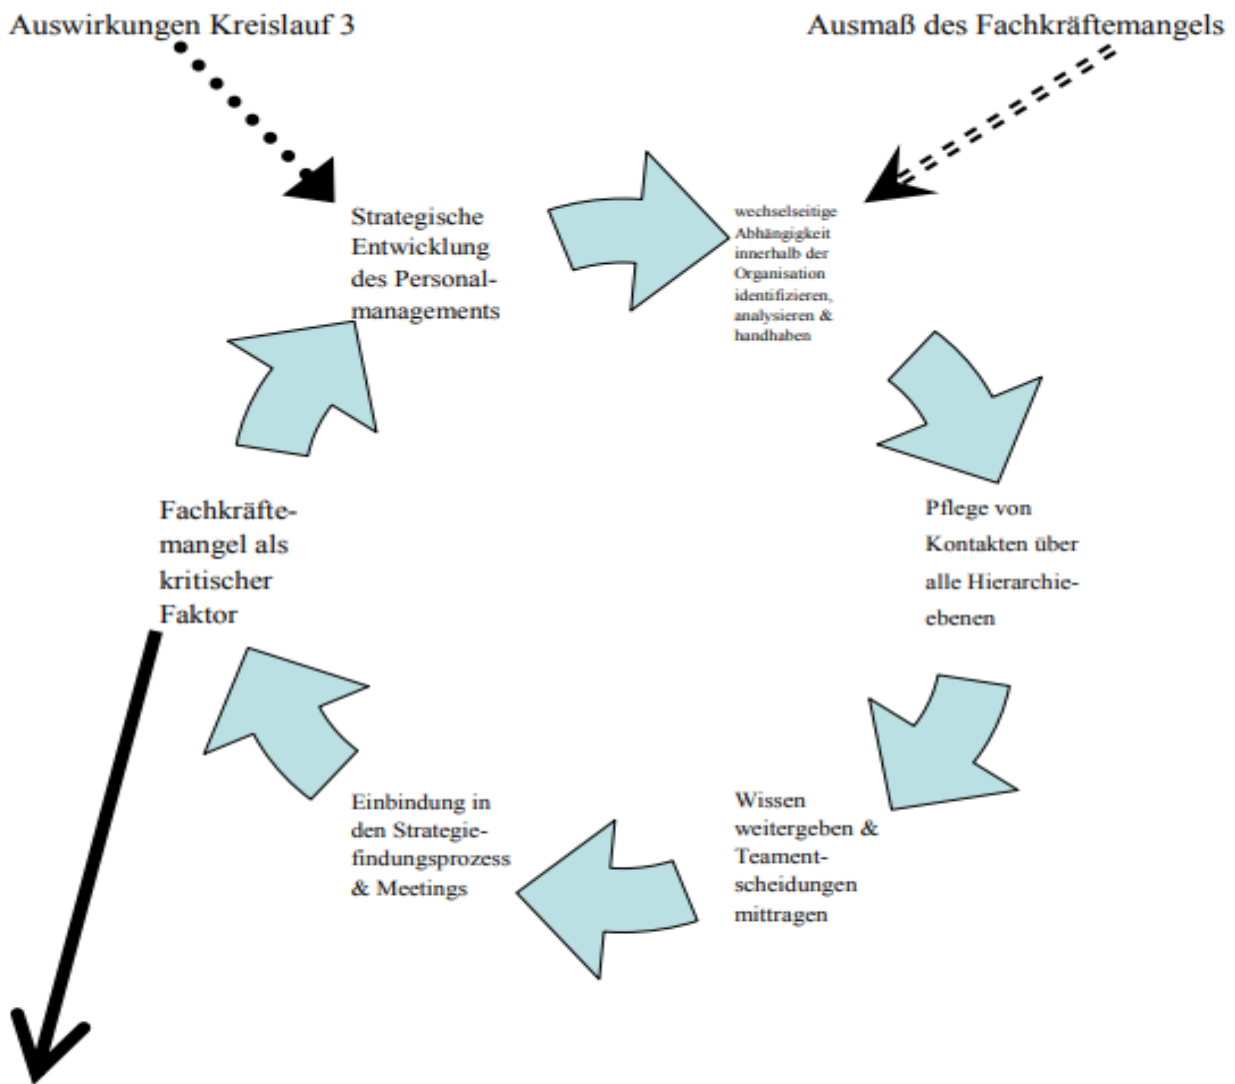 Auswirkungen Kreislauf 3
Ausmaß des Fachkräftemangels
Strategische
Entwicklung
des Personal-
managements
wechselseitige
Abhängigkeit
innerhalb der
Organisation
identifizieren,
analysieren &
handhaben
Pflege von
Kontakten über
alle Hierarchie-
ebenen
Wissen
weitergeben &
Teament-
scheidungen
mittragen
Einbindung in
den Strategie-
findungsprozess
& Meetings
Fachkräfte-
mangel als
kritischer
Faktor